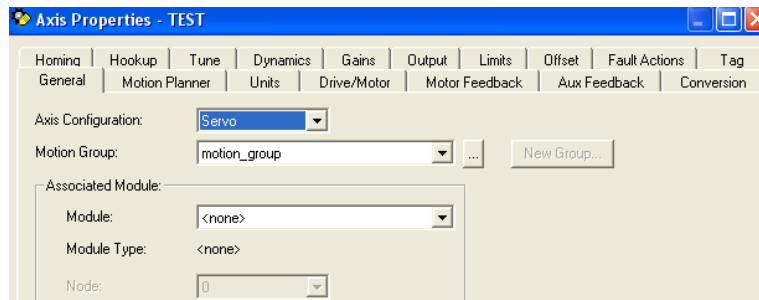 Axis Properties - TEST
Homing Hookup Tune Dynamics Gains Output Limits Offset Fault Actions Tag
General Motion Planner Units Drive/Motor Motor Feedback Aux Feedback Conversion
Axis Configuration: Servo
Motion Group: motion_group ... New Group...
Associated Module:
Module: <none>
Module Type: <none>
Node: 0